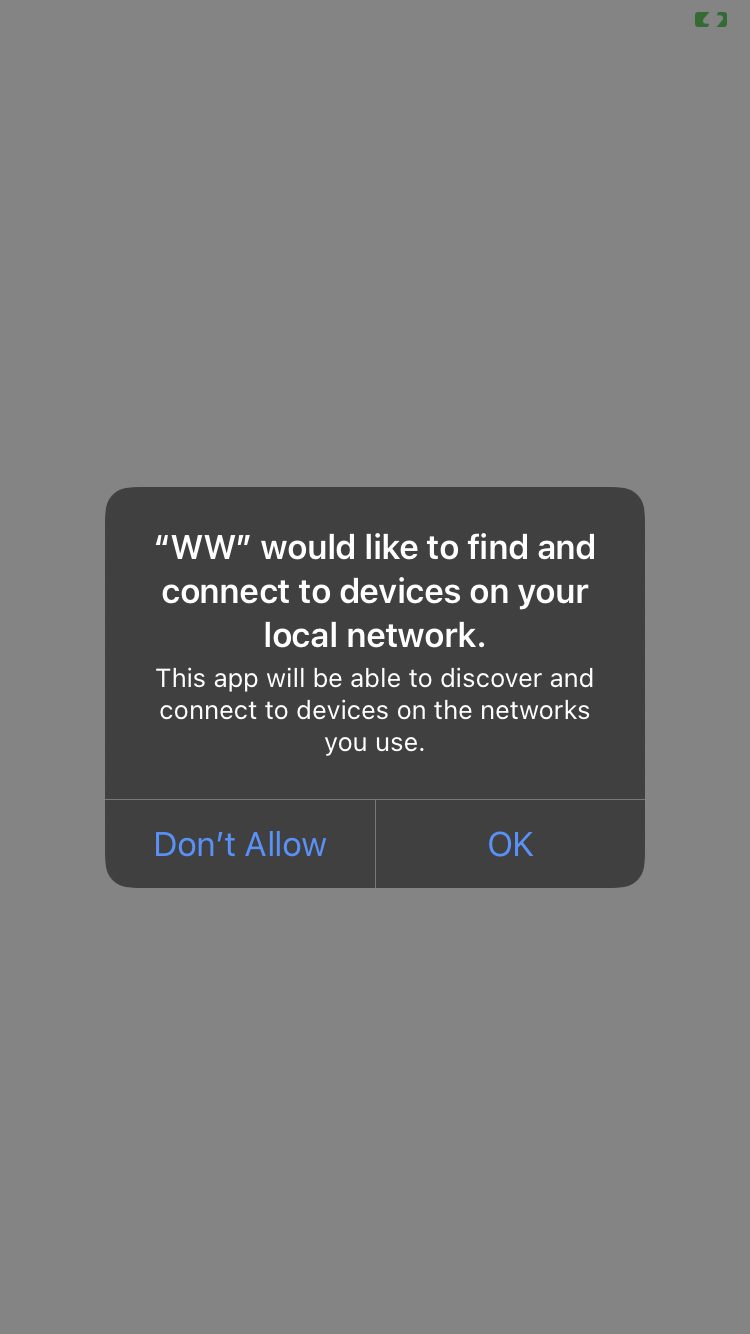 “WW” would like to find and
connect to devices on your
local network.
This app will be able to discover and
connect to devices on the networks
you use.
Don’t Allow
OK